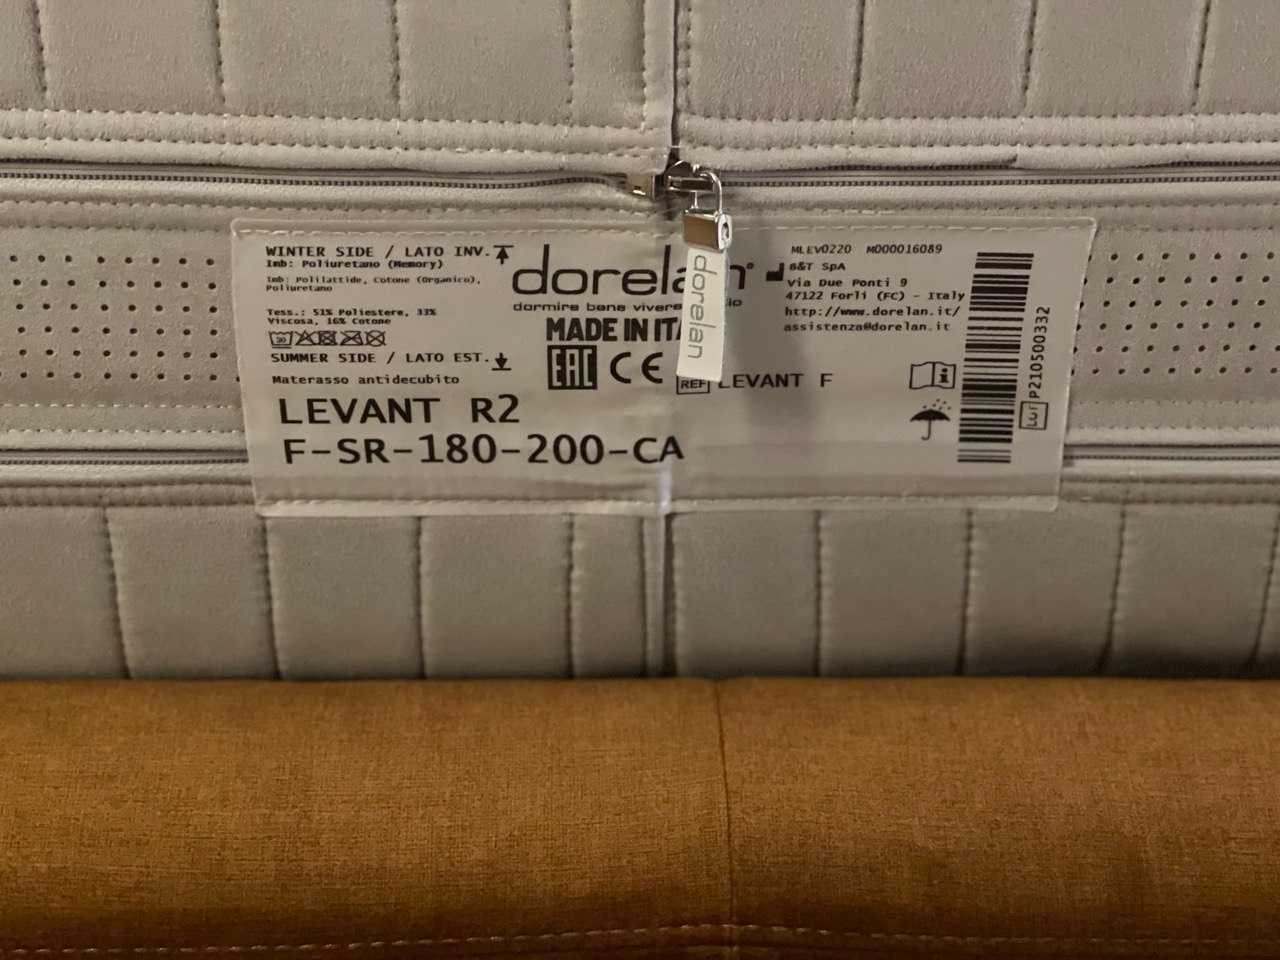 WINTER SIDE / LATO INV.
Imb: Poliuretano (Memory)
Imb: Polilattide, Cotone (Organico),
Poliuretano
Tess.: 51% Poliestere, 33%
Viscosa, 16% Cotone
30
SUMMER SIDE / LATO EST.
Materasso antidecubito
LEVANT R2
F-SR-180-200-CA
dorelan
dormire bene vivere
MADE IN
EAC CE
REF LEVANT F
dorelan
MLEV0220 M000016089
B&T SpA
Via Due Ponti 9
47122 Forlì (FC) - Italy
http://www.dorelan.it/
assistenza@dorelan.it
LOT P210500332